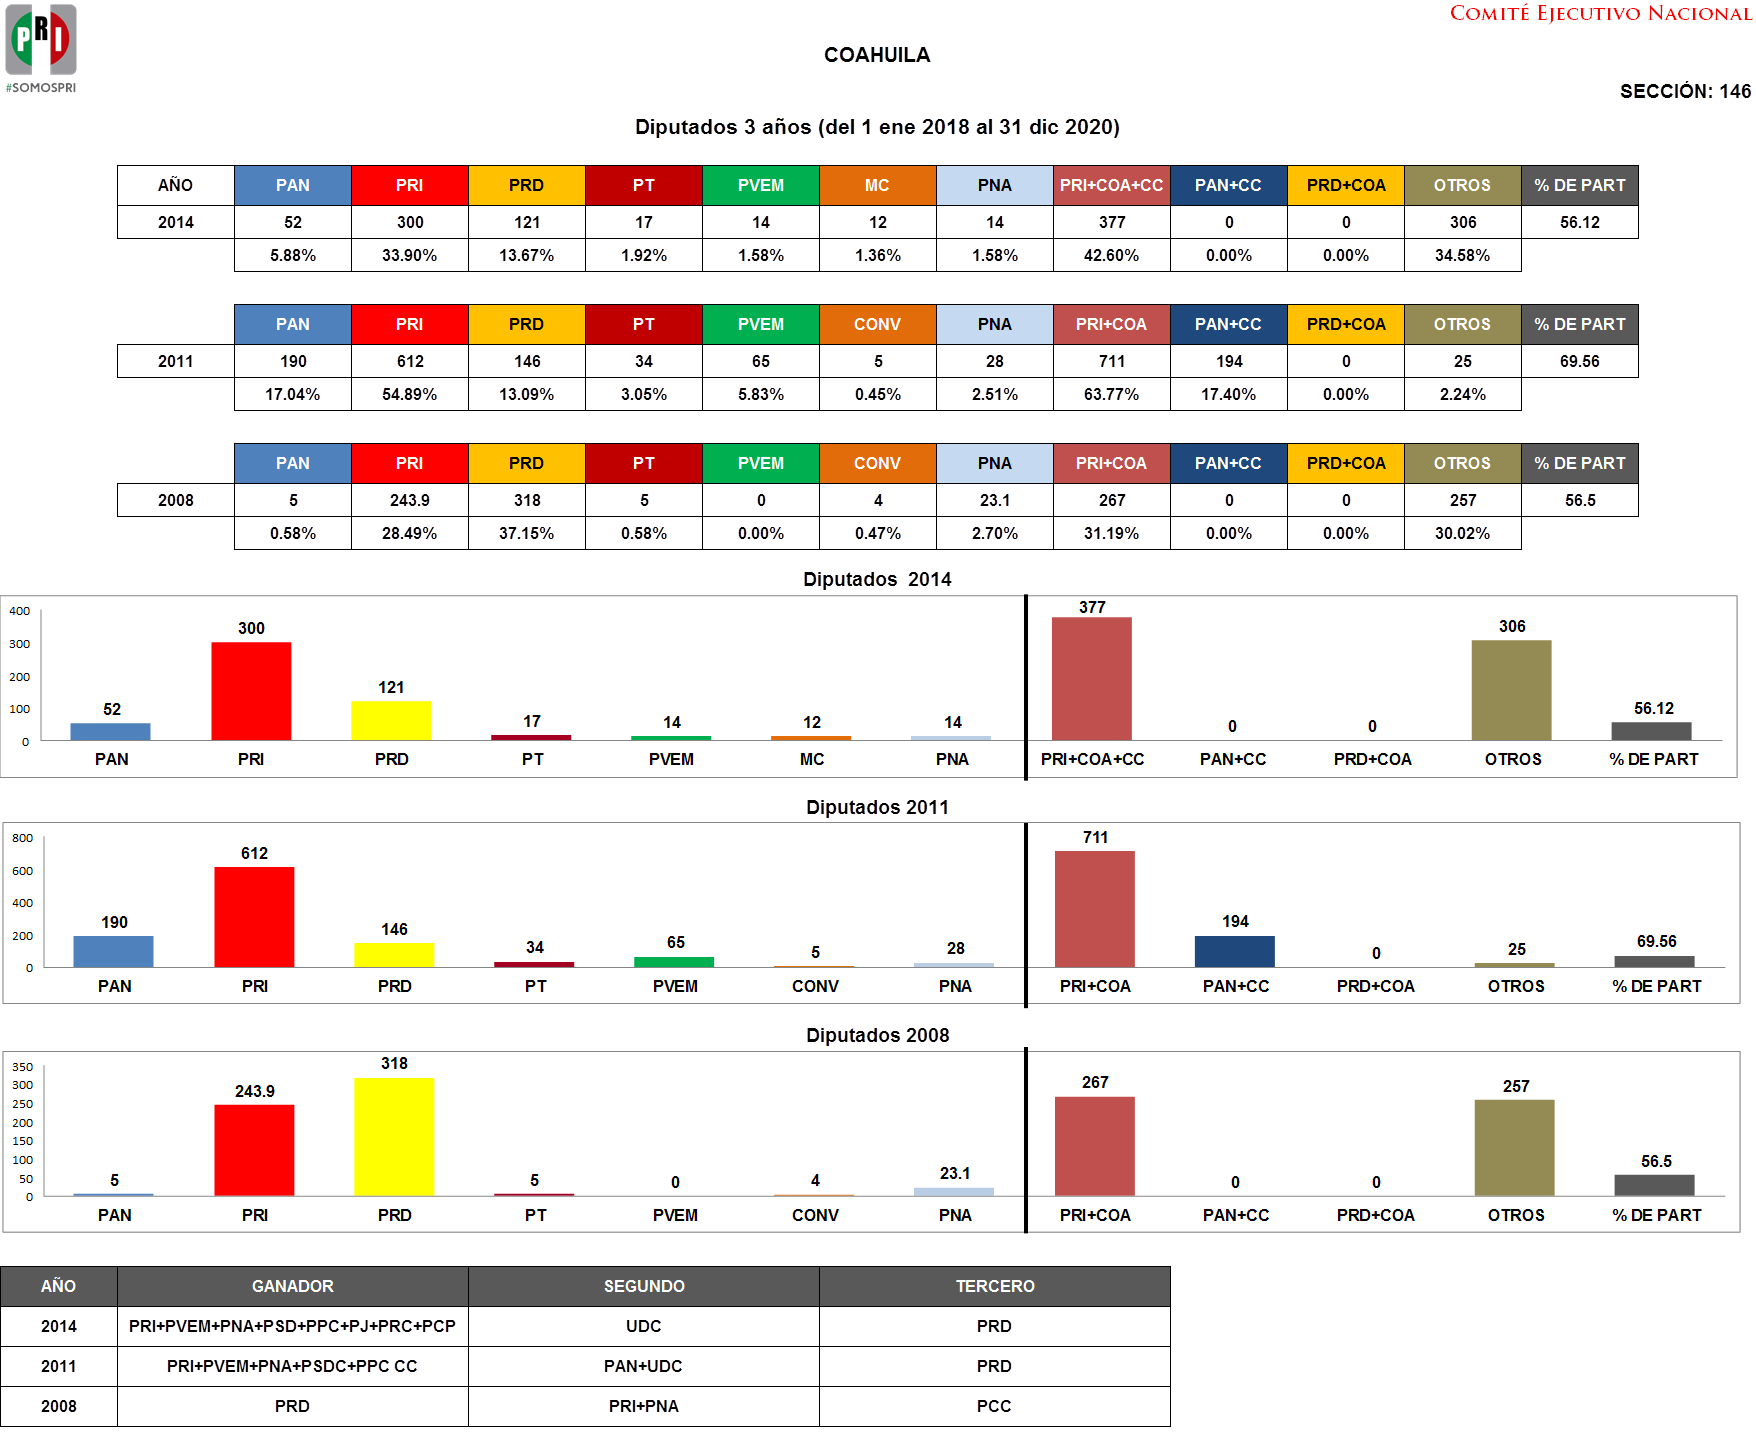 PRI
#SOMOSPRI
COMITÉ EJECUTIVO NACIONAL
COAHUILA
SECCIÓN: 146
Diputados 3 años (del 1 ene 2018 al 31 dic 2020)
AÑO PAN PRI PRD PT PVEM MC PNA PRI+COA+CC PAN+CC PRD+COA OTROS % DE PART
2014 52 300 121 17 14 12 14 377 0 0 306 56.12
5.88% 33.90% 13.67% 1.92% 1.58% 1.36% 1.58% 42.60% 0.00% 0.00% 34.58%
PAN PRI PRD PT PVEM CONV PNA PRI+COA PAN+CC PRD+COA OTROS % DE PART
2011 190 612 146 34 65 5 28 711 194 0 25 69.56
17.04% 54.89% 13.09% 3.05% 5.83% 0.45% 2.51% 63.77% 17.40% 0.00% 2.24%
PAN PRI PRD PT PVEM CONV PNA PRI+COA PAN+CC PRD+COA OTROS % DE PART
2008 5 243.9 318 5 0 4 23.1 267 0 0 257 56.5
0.58% 28.49% 37.15% 0.58% 0.00% 0.47% 2.70% 31.19% 0.00% 0.00% 30.02%
Diputados 2014
400
300
200
100
0
52 300 121 17 14 12 14 377 0 0 306 56.12
PAN PRI PRD PT PVEM MC PNA PRI+COA+CC PAN+CC PRD+COA OTROS % DE PART
Diputados 2011
800
600
400
200
0
190 612 146 34 65 5 28 711 194 0 25 69.56
PAN PRI PRD PT PVEM CONV PNA PRI+COA PAN+CC PRD+COA OTROS % DE PART
Diputados 2008
350
300
250
200
150
100
50
0
5 243.9 318 5 0 4 23.1 267 0 0 257 56.5
PAN PRI PRD PT PVEM CONV PNA PRI+COA PAN+CC PRD+COA OTROS % DE PART
AÑO GANADOR SEGUNDO TERCERO
2014 PRI+PVEM+PNA+PSD+PPC+PJ+PRC+PCP UDC PRD
2011 PRI+PVEM+PNA+PSDC+PPC CC PAN+UDC PRD
2008 PRD PRI+PNA PCC